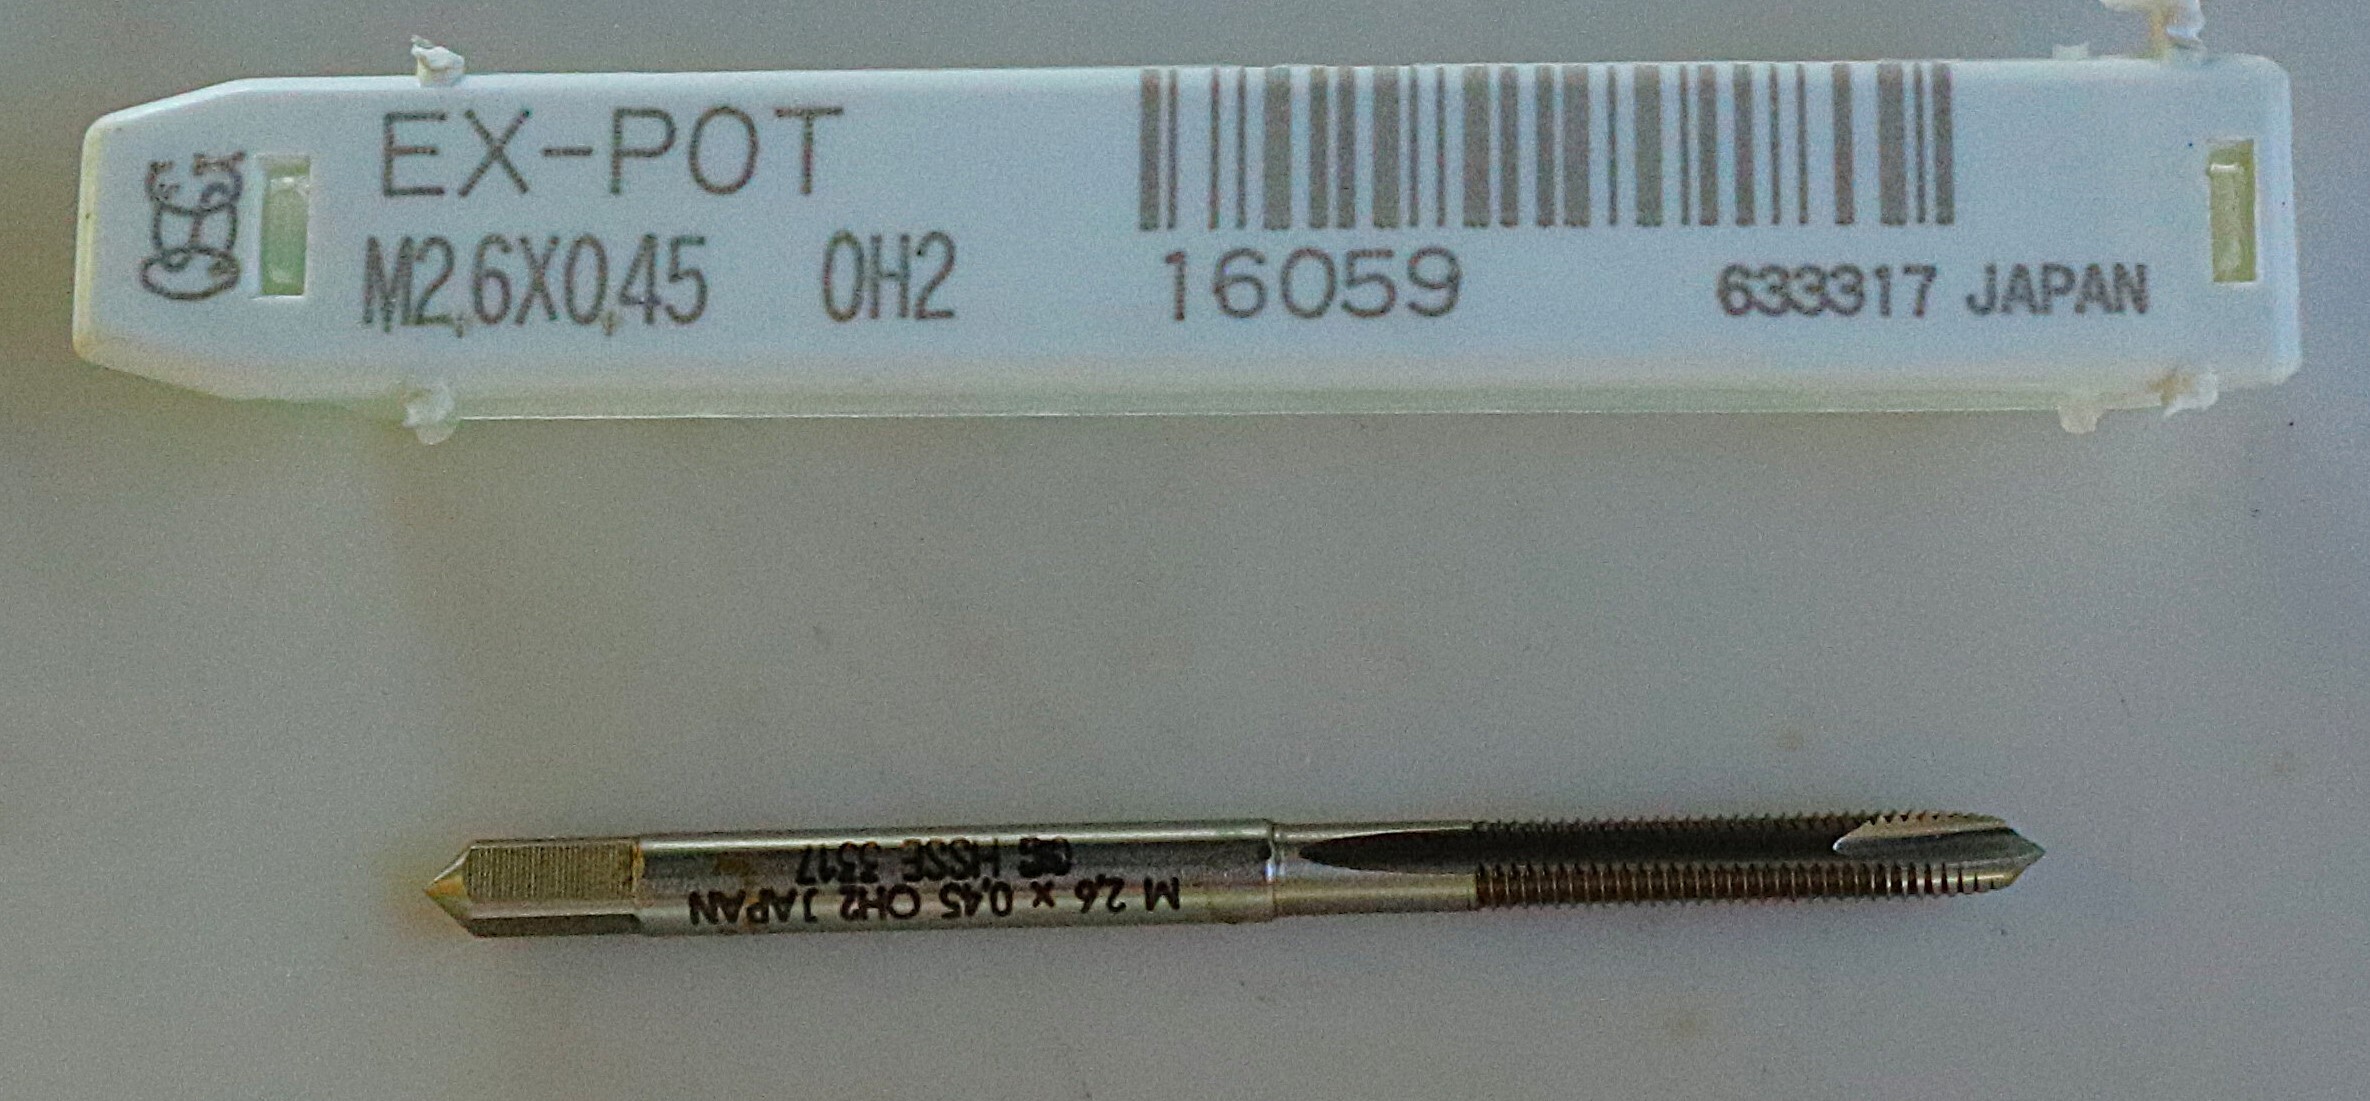 EX-POT
M2,6X0,45 OH2 16059 633317 JAPAN
M 2,6 x 0,45 OH2 JAPAN
OSG HSSE 3317